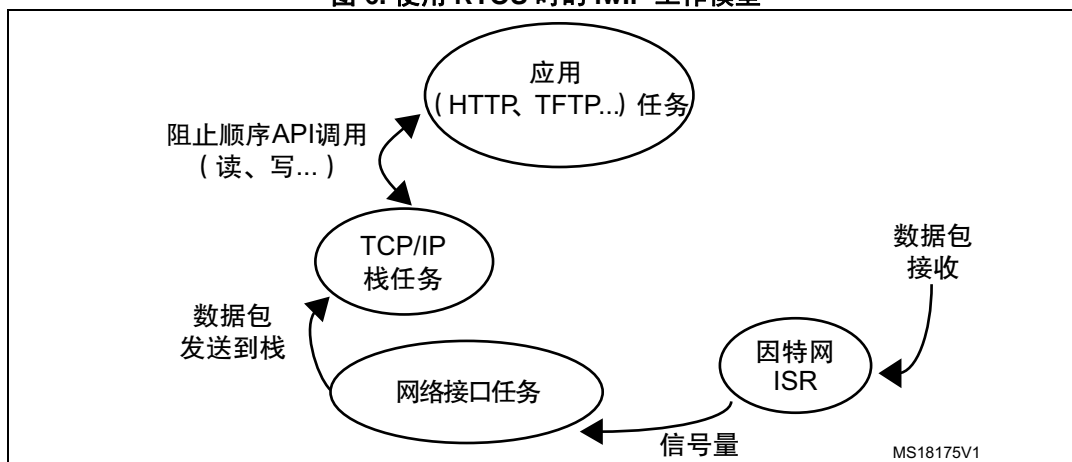 应用
(HTTP、TFTP...) 任务
阻止顺序API调用
(读、写...)
TCP/IP
栈任务
数据包
接收
数据包
发送到栈
因特网
ISR
网络接口任务
信号量
MS18175V1